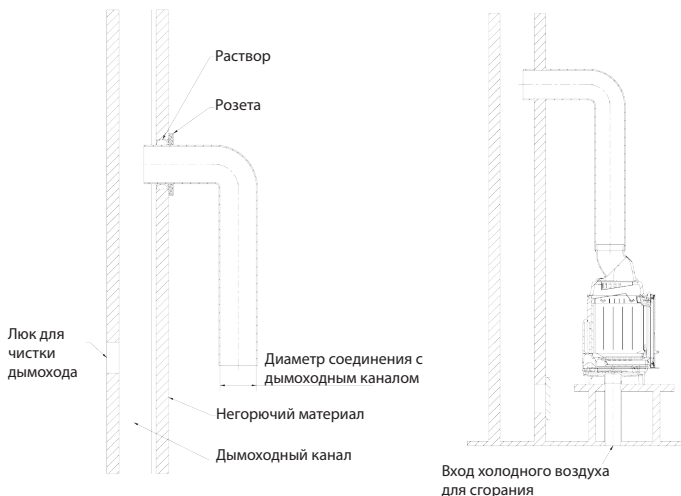 Раствор
Розета
Люк для
чистки
дымохода
Диаметр соединения с
дымоходным каналом
Негорючий материал
Дымоходный канал
Вход холодного воздуха
для сгорания